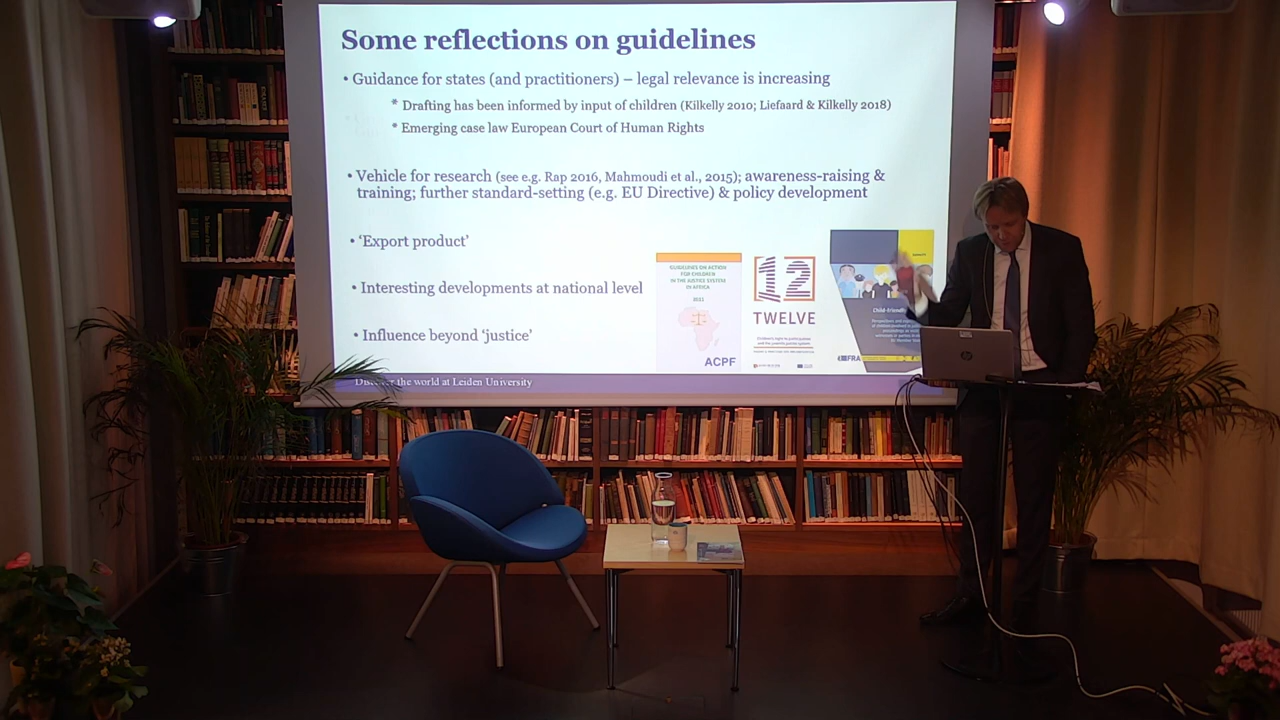 Some reflections on guidelines
• Guidance for states (and practitioners) – legal relevance is increasing
* Drafting has been informed by input of children (Kilkelly 2010; Liefaard & Kilkelly 2018)
* Emerging case law European Court of Human Rights
• Vehicle for research (see e.g. Rap 2016, Mahmoudi et al., 2015); awareness-raising &
training; further standard-setting (e.g. EU Directive) & policy development
• ‘Export product’
• Interesting developments at national level
• Influence beyond ‘justice’
GUIDELINES ON ACTION
FOR CHILDREN
IN THE JUSTICE SYSTEM
IN AFRICA
2011
ACPF
12
TWELVE
Child-friendly
FRA
Discover the world at Leiden University
hp